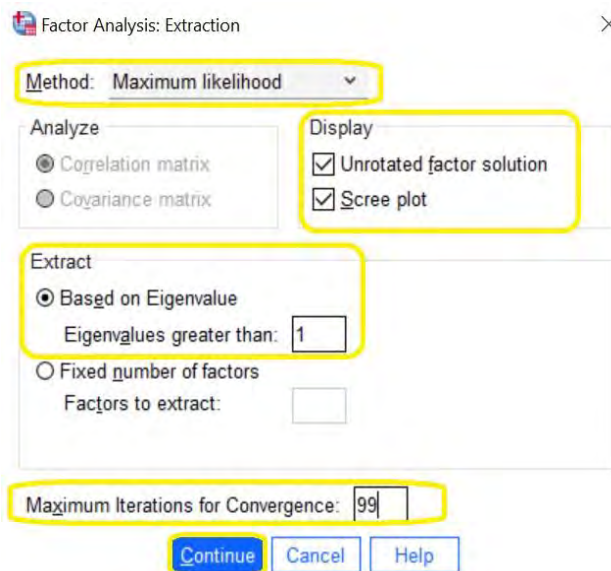 Factor Analysis: Extraction
Method: Maximum likelihood
Analyze
Correlation matrix
Covariance matrix
Display
Unrotated factor solution
Scree plot
Extract
Based on Eigenvalue
Eigenvalues greater than: 1
Fixed number of factors
Factors to extract:
Maximum Iterations for Convergence: 99
Continue Cancel Help